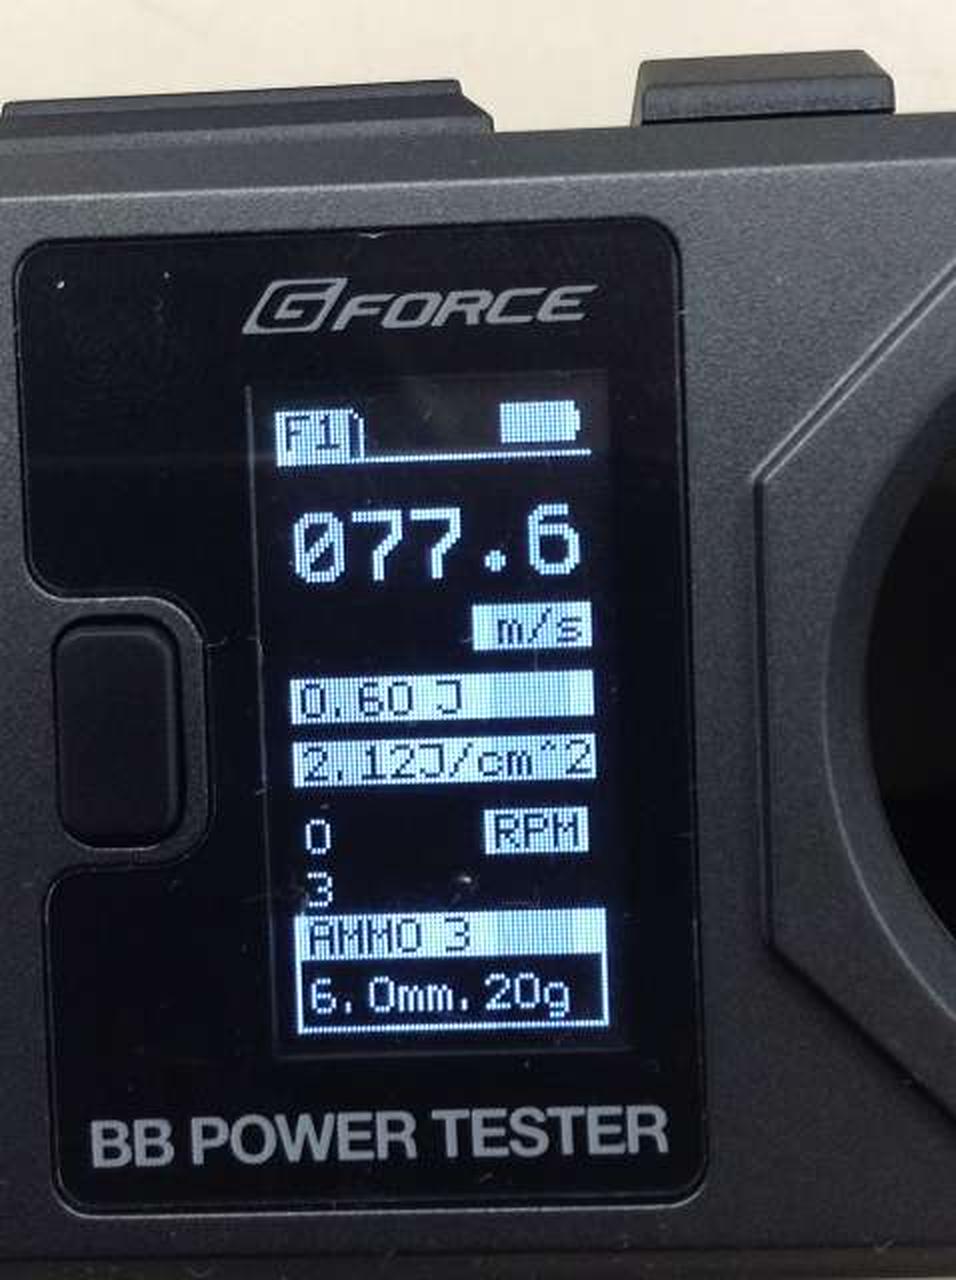 G FORCE
F1
077.6
m/s
0.60 J
2.12J/cm^2
0 RPM
3
AMMO 3
6.0mm.20g
BB POWER TESTER